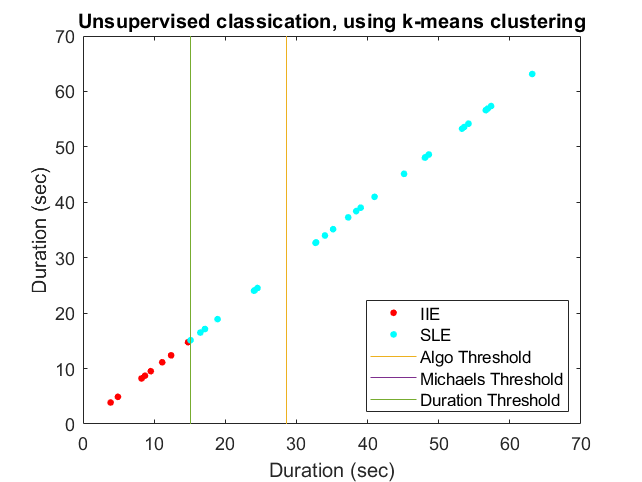 Unsupervised classication, using k-means clustering
70
60
50
40
30
20
10
0
Duration (sec)
IIE
SLE
Algo Threshold
Michaels Threshold
Duration Threshold
0 10 20 30 40 50 60 70
Duration (sec)